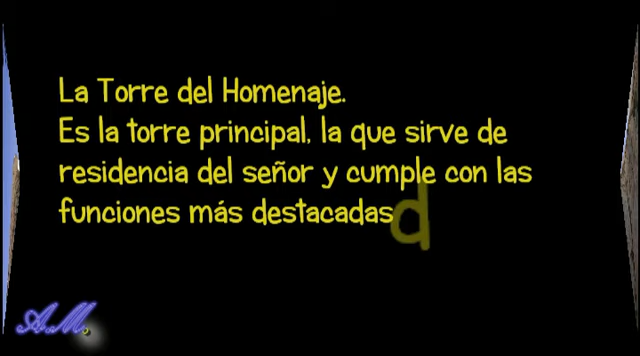 La Torre del Homenaje.
Es la torre principal, la que sirve de
residencia del señor y cumple con las
funciones más destacadas d
A.M.